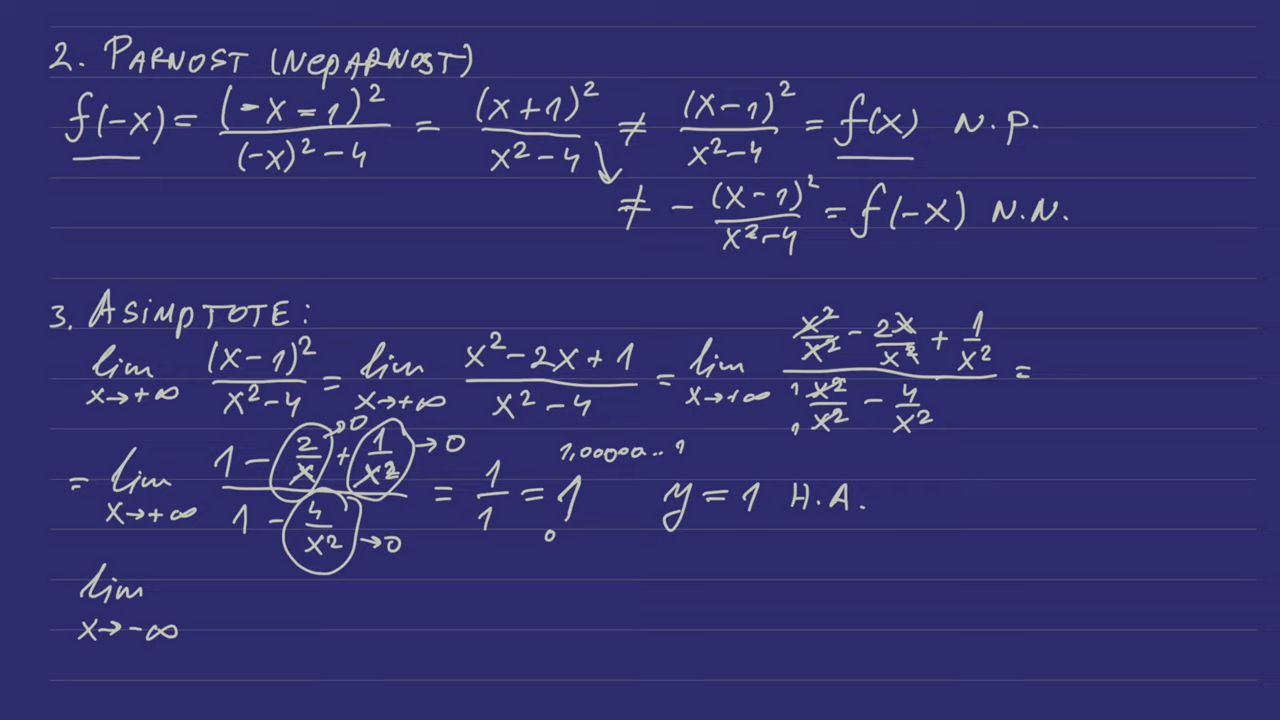 2. PARNOST (NEPARNOST)
f(-x) = (-x-1)²/((-x)²-4) = (x+1)²/(x²-4) ≠ (x-1)²/(x²-4) = f(x) N.P.
↘ ≠ -(x-1)²/(x²-4) = f(-x) N.N.
3. ASIMPTOTE:
lim x→+∞ (x-1)²/(x²-4) = lim x→+∞ (x²-2x+1)/(x²-4) = lim x→+∞ (x²/x² - 2x/x² + 1/x²)/(x²/x² - 4/x²) =
= lim x→+∞ (1 - 2/x →0 + 1/x² →0)/(1 - 4/x² →0) = 1/1 = 1 1,00000..1 y = 1 H.A.
lim x→-∞